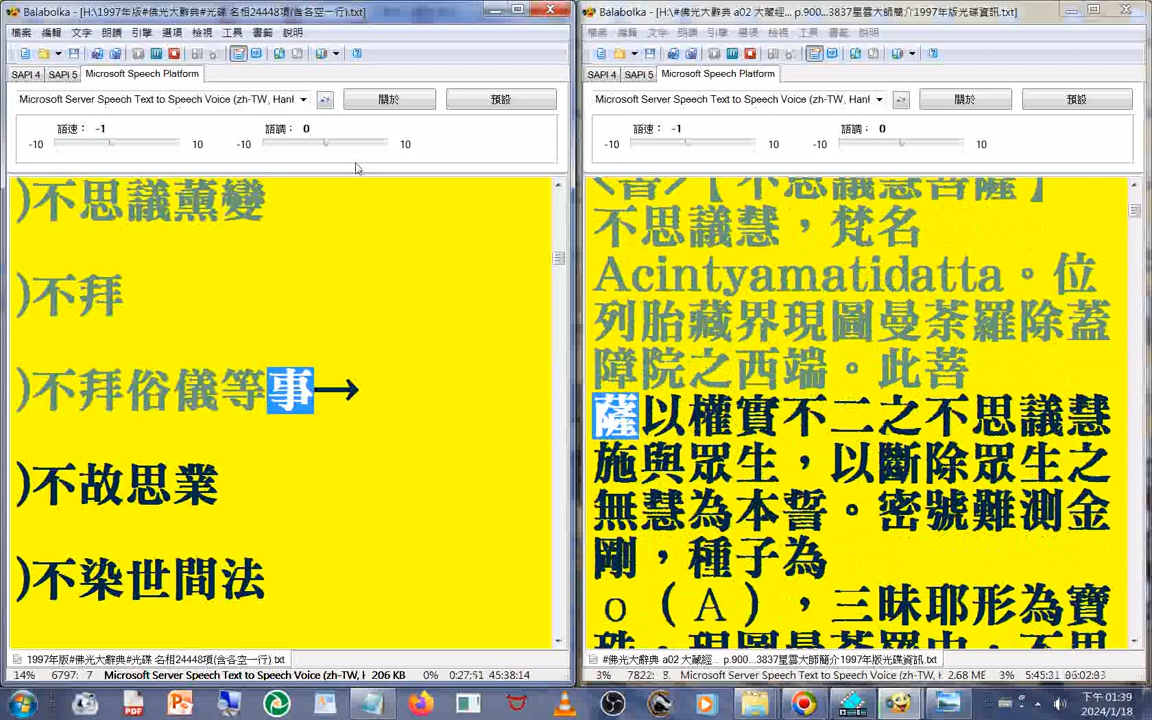 Balabolka - [H:\1997年版#佛光大辭典#光碟 名相24448項(含各空一行).txt]
檔案 編輯 文字 朗讀 引擎 選項 檢視 工具 書籤 說明
SAPI 4 SAPI 5 Microsoft Speech Platform
Microsoft Server Speech Text to Speech Voice (zh-TW, Hanl
關於
預設
語速： -1
語調： 0
-10 10 -10 10
)不思議薰變
)不拜
)不拜俗儀等事→
)不故思業
)不染世間法
1997年版#佛光大辭典#光碟 名相24448項(含各空一行).txt
14% 6797: 7 Microsoft Server Speech Text to Speech Voice (zh-TW, H 206 KB 0% 0:27:51 45:38:14
Balabolka - [H:\#佛光大辭典 a02 大藏經... p.900...3837星雲大師簡介1997年版光碟資訊.txt]
檔案 編輯 文字 朗讀 引擎 選項 檢視 工具 書籤 說明
SAPI 4 SAPI 5 Microsoft Speech Platform
Microsoft Server Speech Text to Speech Voice (zh-TW, Hanl
關於
預設
語速： -1
語調： 0
-10 10 -10 10
【不思議慧菩薩】
不思議慧，梵名
Acintyamatidatta。位
列胎藏界現圖曼荼羅除蓋
障院之西端。此菩
薩以權實不二之不思議慧
施與眾生，以斷除眾生之
無慧為本誓。密號難測金
剛，種子為
o（A），三昧耶形為寶
珠。現圖曼荼羅中，不思
#佛光大辭典 a02 大藏經... p.900...3837星雲大師簡介1997年版光碟資訊.txt
3% 7822: 8 Microsoft Server Speech Text to Speech Voice (zh-TW, H 2.68 ME 3% 5:45:31
下午 01:39
2024/1/18